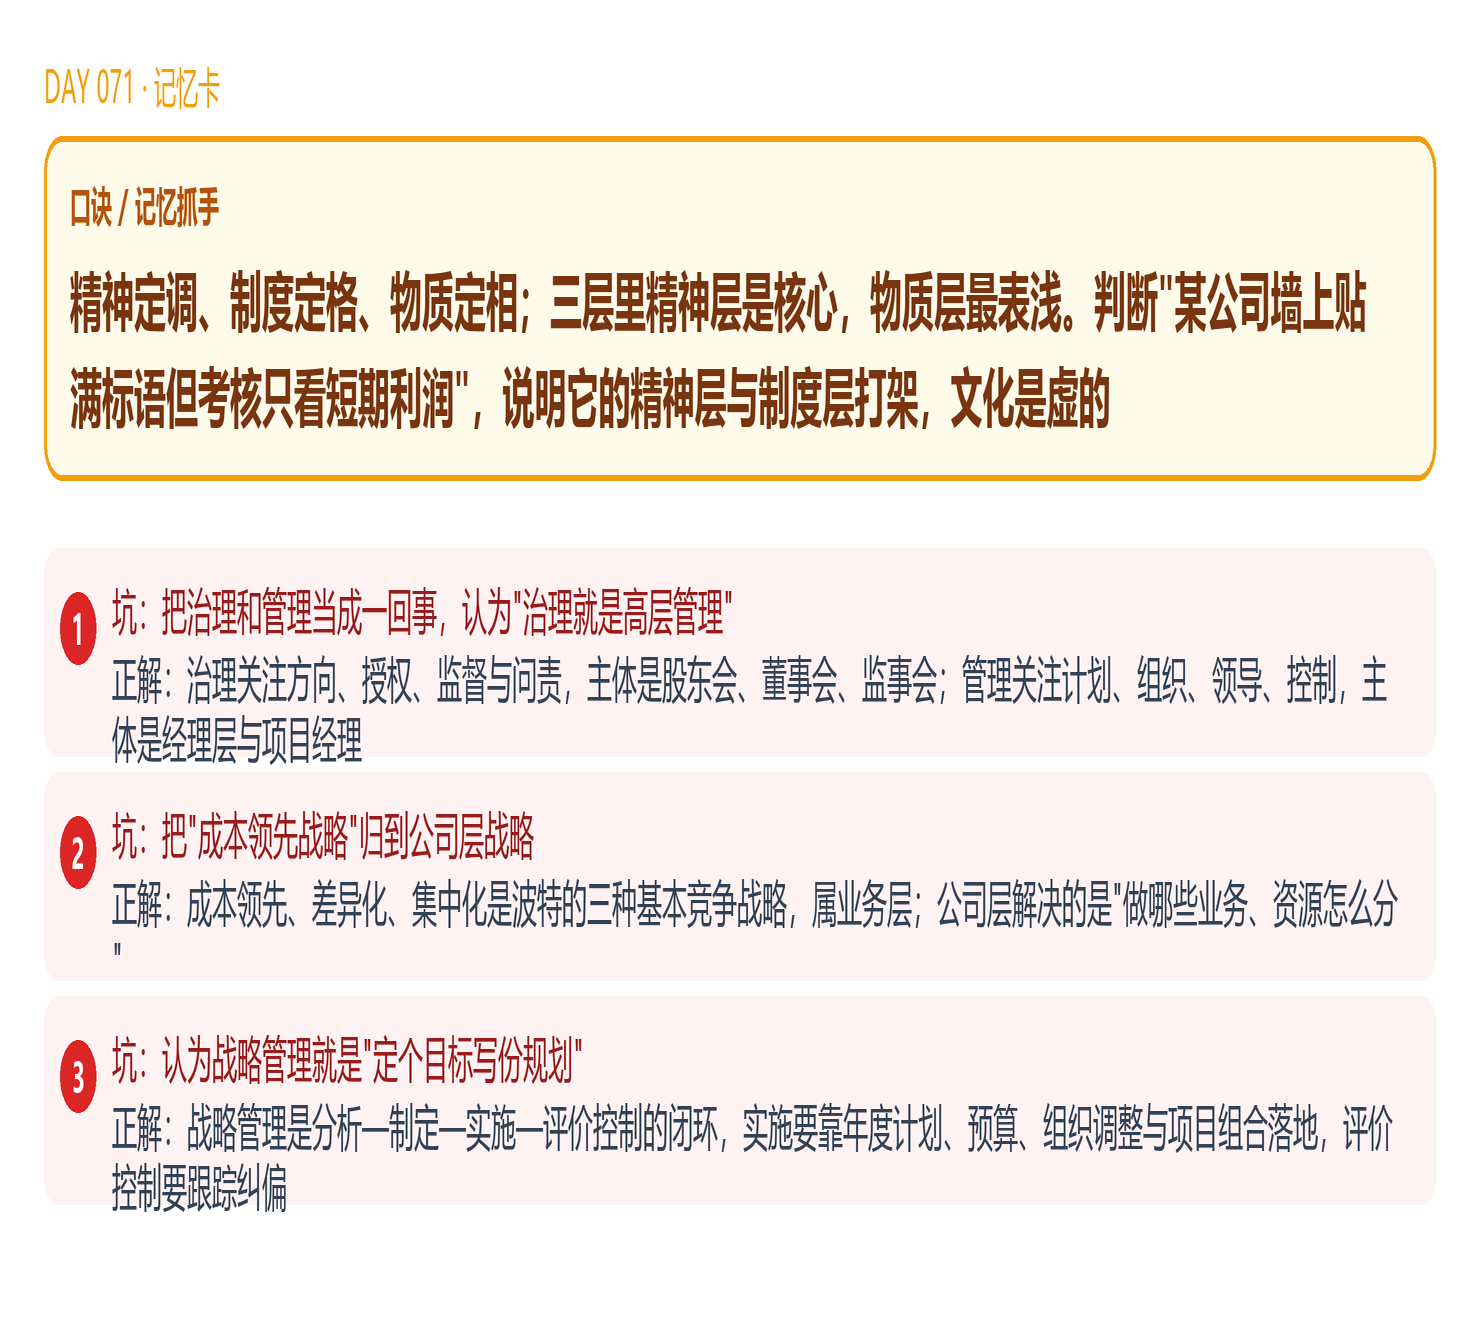 DAY 071 · 记忆卡
口诀 / 记忆抓手
精神定调、制度定格、物质定相；三层里精神层是核心，物质层最表浅。判断"某公司墙上贴
满标语但考核只看短期利润"，说明它的精神层与制度层打架，文化是虚的
1
坑：把治理和管理当成一回事，认为"治理就是高层管理"
正解：治理关注方向、授权、监督与问责，主体是股东会、董事会、监事会；管理关注计划、组织、领导、控制，主
体是经理层与项目经理
2
坑：把"成本领先战略"归到公司层战略
正解：成本领先、差异化、集中化是波特的三种基本竞争战略，属业务层；公司层解决的是"做哪些业务、资源怎么分
"
3
坑：认为战略管理就是"定个目标写份规划"
正解：战略管理是分析—制定—实施—评价控制的闭环，实施要靠年度计划、预算、组织调整与项目组合落地，评价
控制要跟踪纠偏